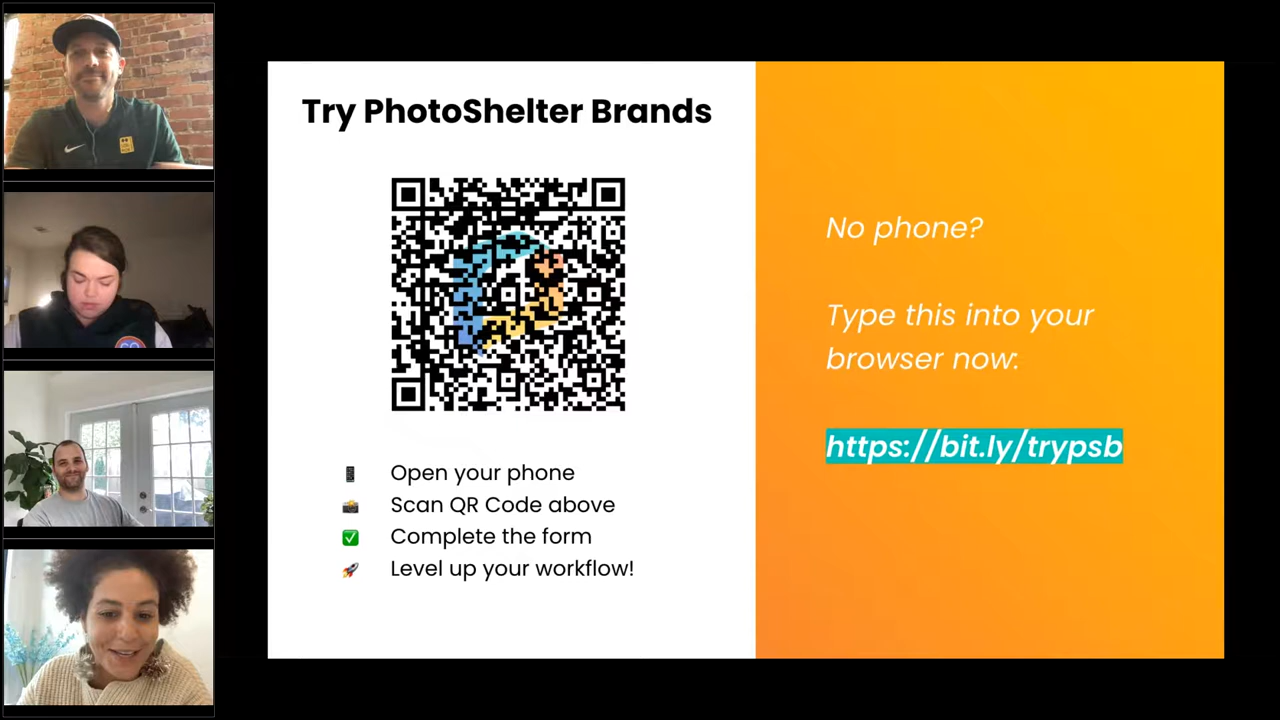 Try PhotoShelter Brands
Open your phone
Scan QR Code above
Complete the form
Level up your workflow!
No phone?
Type this into your
browser now:
https://bit.ly/trypsb